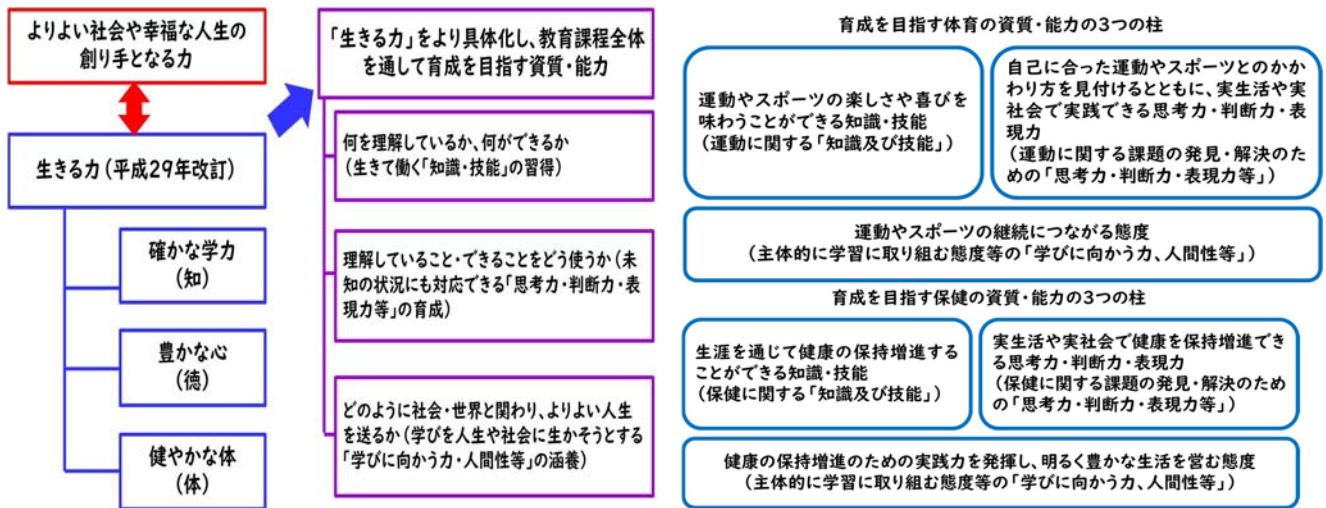 よりよい社会や幸福な人生の
創り手となる力
生きる力(平成29年改訂)
確かな学力
(知)
豊かな心
(徳)
健やかな体
(体)
「生きる力」をより具体化し、教育課程全体
を通して育成を目指す資質・能力
何を理解しているか、何ができるか
(生きて働く「知識・技能」の習得)
理解していること・できることをどう使うか(未
知の状況にも対応できる「思考力・判断力・表
現力等」の育成)
どのように社会・世界と関わり、よりよい人生
を送るか(学びを人生や社会に生かそうとする
「学びに向かう力・人間性等」の涵養)
育成を目指す体育の資質・能力の3つの柱
運動やスポーツの楽しさや喜びを
味わうことができる知識・技能
(運動に関する「知識及び技能」)
自己に合った運動やスポーツとのかか
わり方を見付けるとともに、実生活や実
社会で実践できる思考力・判断力・表
現力
(運動に関する課題の発見・解決のた
めの「思考力・判断力・表現力等」)
運動やスポーツの継続につながる態度
(主体的に学習に取り組む態度等の「学びに向かう力、人間性等」)
育成を目指す保健の資質・能力の3つの柱
生涯を通じて健康の保持増進する
ことができる知識・技能
(保健に関する「知識及び技能」)
実生活や実社会で健康を保持増進でき
る思考力・判断力・表現力
(保健に関する課題の発見・解決のため
の「思考力・判断力・表現力等」)
健康の保持増進のための実践力を発揮し、明るく豊かな生活を営む態度
(主体的に学習に取り組む態度等の「学びに向かう力、人間性等」)